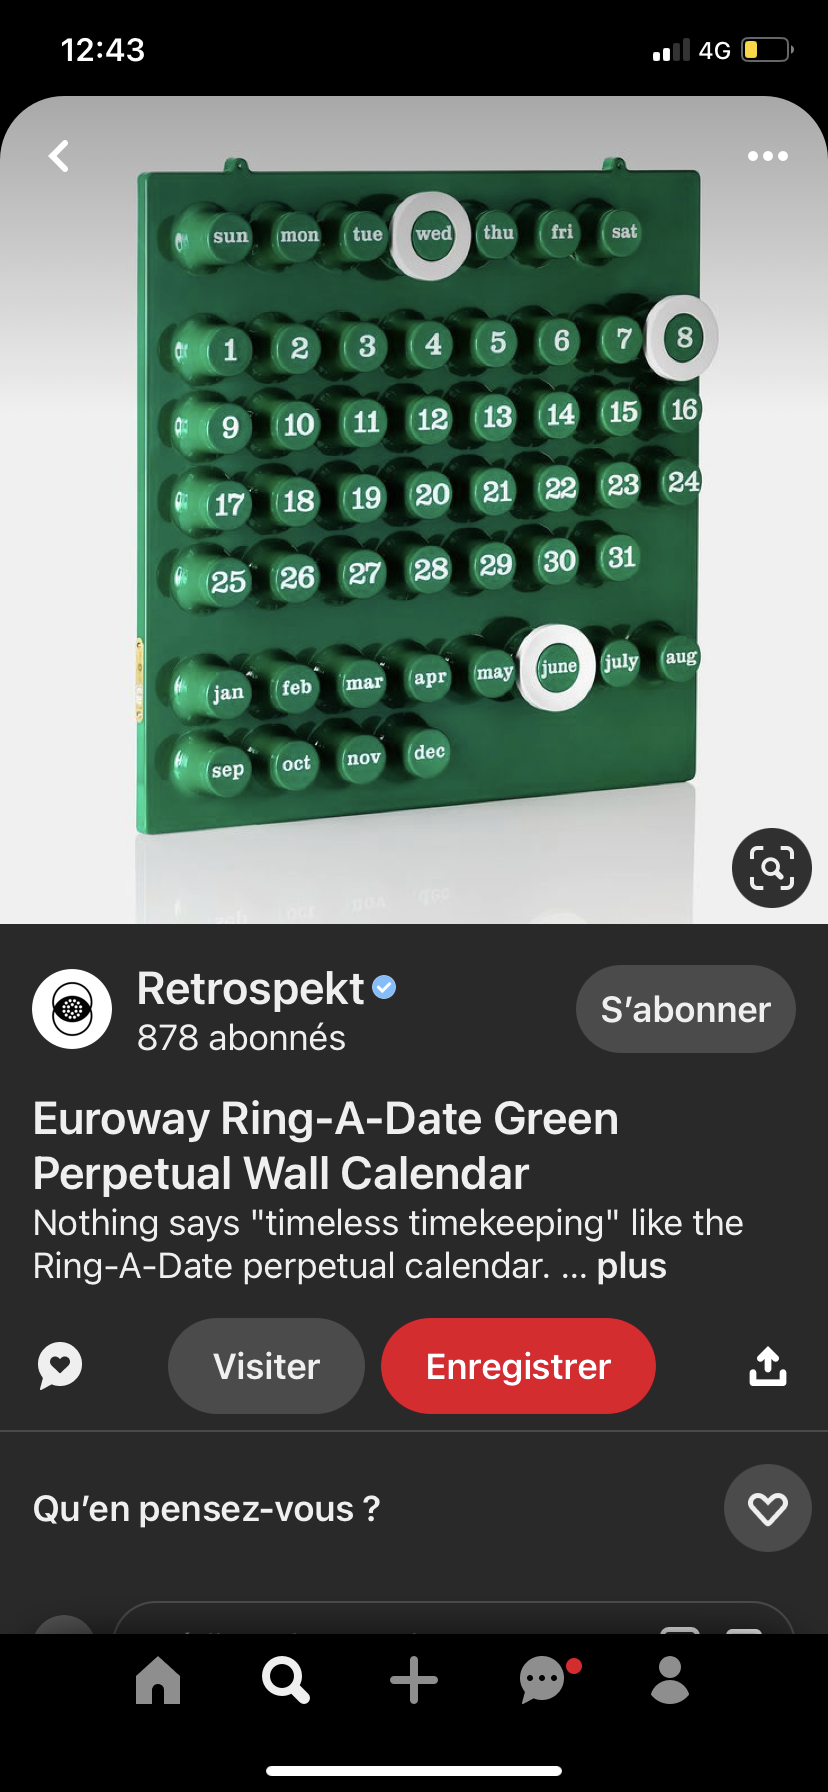 12:43
4G
sun mon tue wed thu fri sat
1 2 3 4 5 6 7 8
9 10 11 12 13 14 15 16
17 18 19 20 21 22 23 24
25 26 27 28 29 30 31
jan feb mar apr may june july aug
sep oct nov dec
Retrospekt
878 abonnés
S’abonner
Euroway Ring-A-Date Green
Perpetual Wall Calendar
Nothing says "timeless timekeeping" like the
Ring-A-Date perpetual calendar. ... plus
Visiter
Enregistrer
Qu’en pensez-vous ?